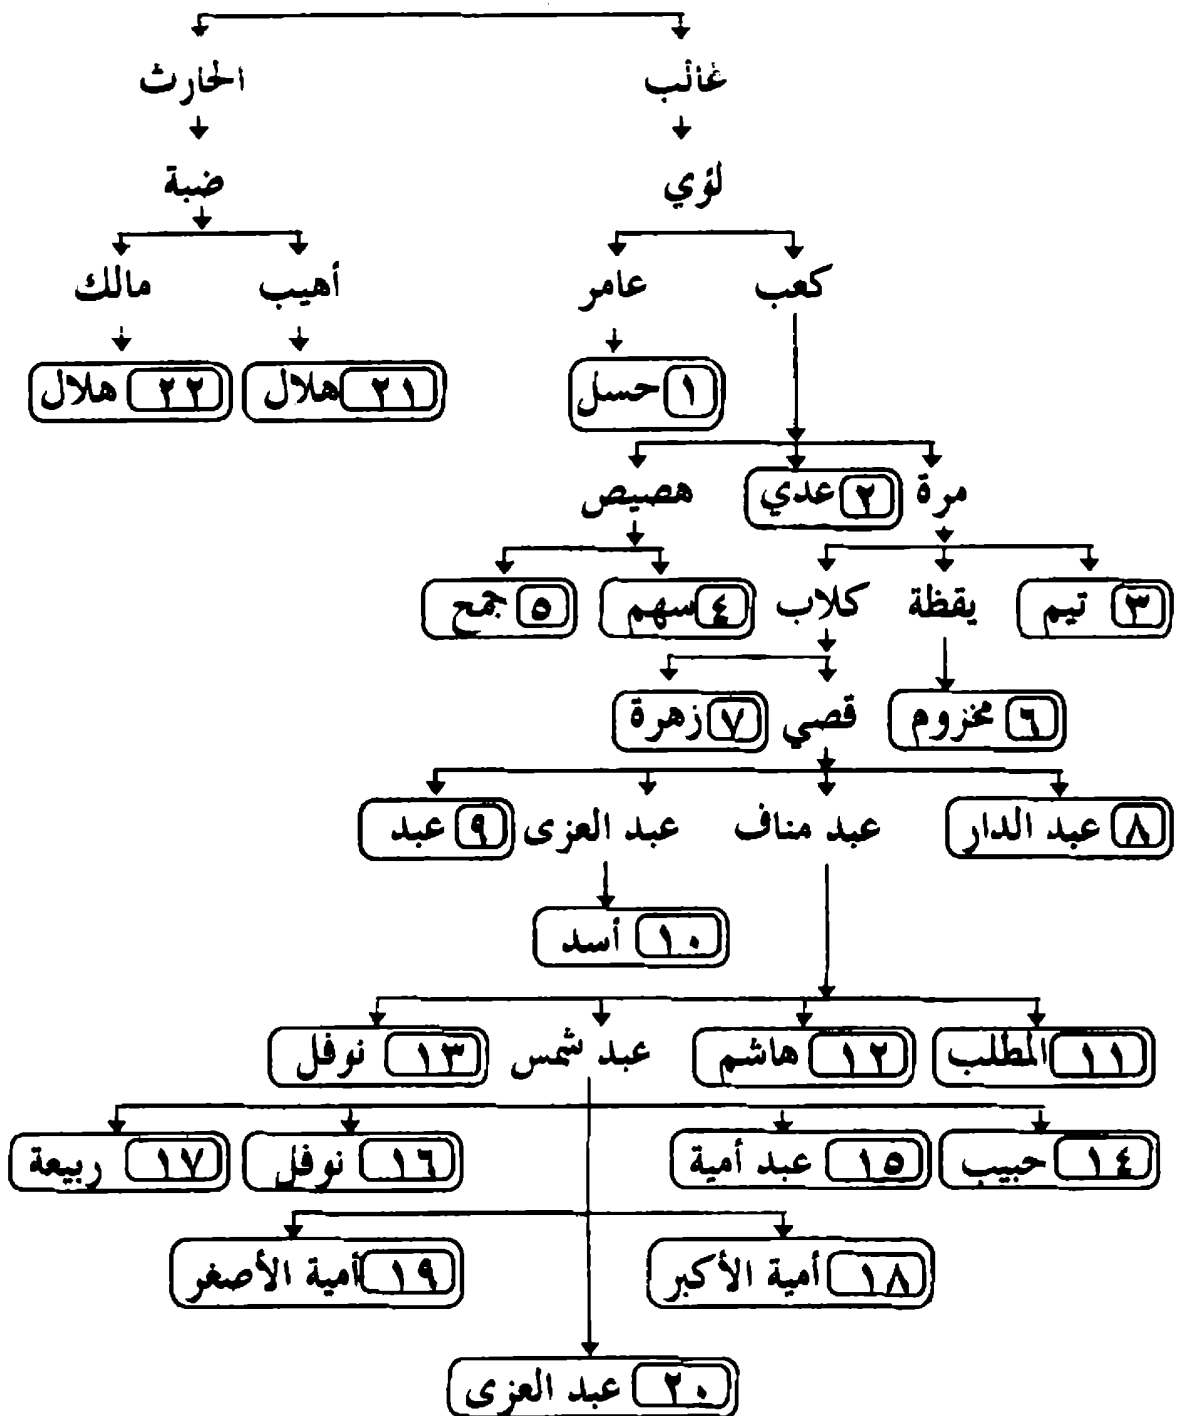 غالب الحارث
لؤي ضبة
كعب عامر أهيب مالك
١ حسل ٢١ هلال ٢٢ هلال
مرة ٢ عدي هصيص
٣ تيم يقظة كلاب ٤ سهم ٥ جمح
٦ مخزوم قصي ٧ زهرة
٨ عبد الدار عبد مناف عبد العزى ٩ عبد
١٠ أسد
١١ المطلب ١٢ هاشم عبد شمس ١٣ نوفل
١٤ حبيب ١٥ عبد أمية ١٦ نوفل ١٧ ربيعة
١٨ أمية الأكبر ١٩ أمية الأصغر
٢٠ عبد العزى